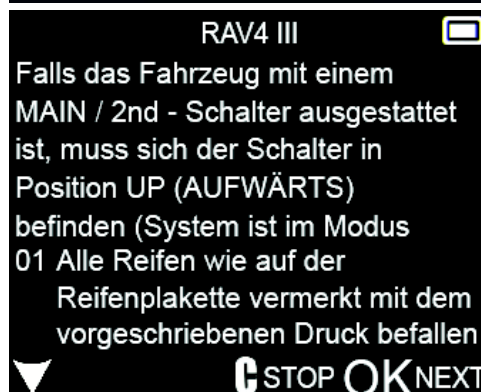 RAV4 III
Falls das Fahrzeug mit einem
MAIN / 2nd - Schalter ausgestattet
ist, muss sich der Schalter in
Position UP (AUFWÄRTS)
befinden (System ist im Modus
01 Alle Reifen wie auf der
Reifenplakette vermerkt mit dem
vorgeschriebenen Druck befallen
C STOP OK NEXT